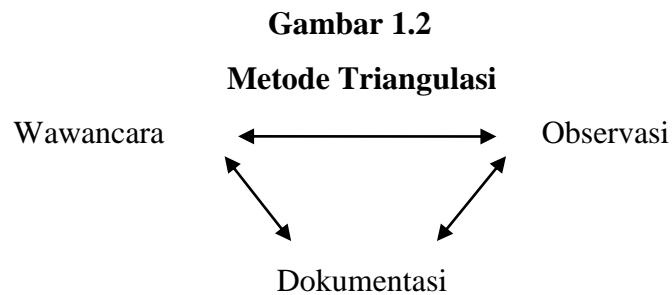 Gambar 1.2
Metode Triangulasi
Wawancara Observasi
Dokumentasi